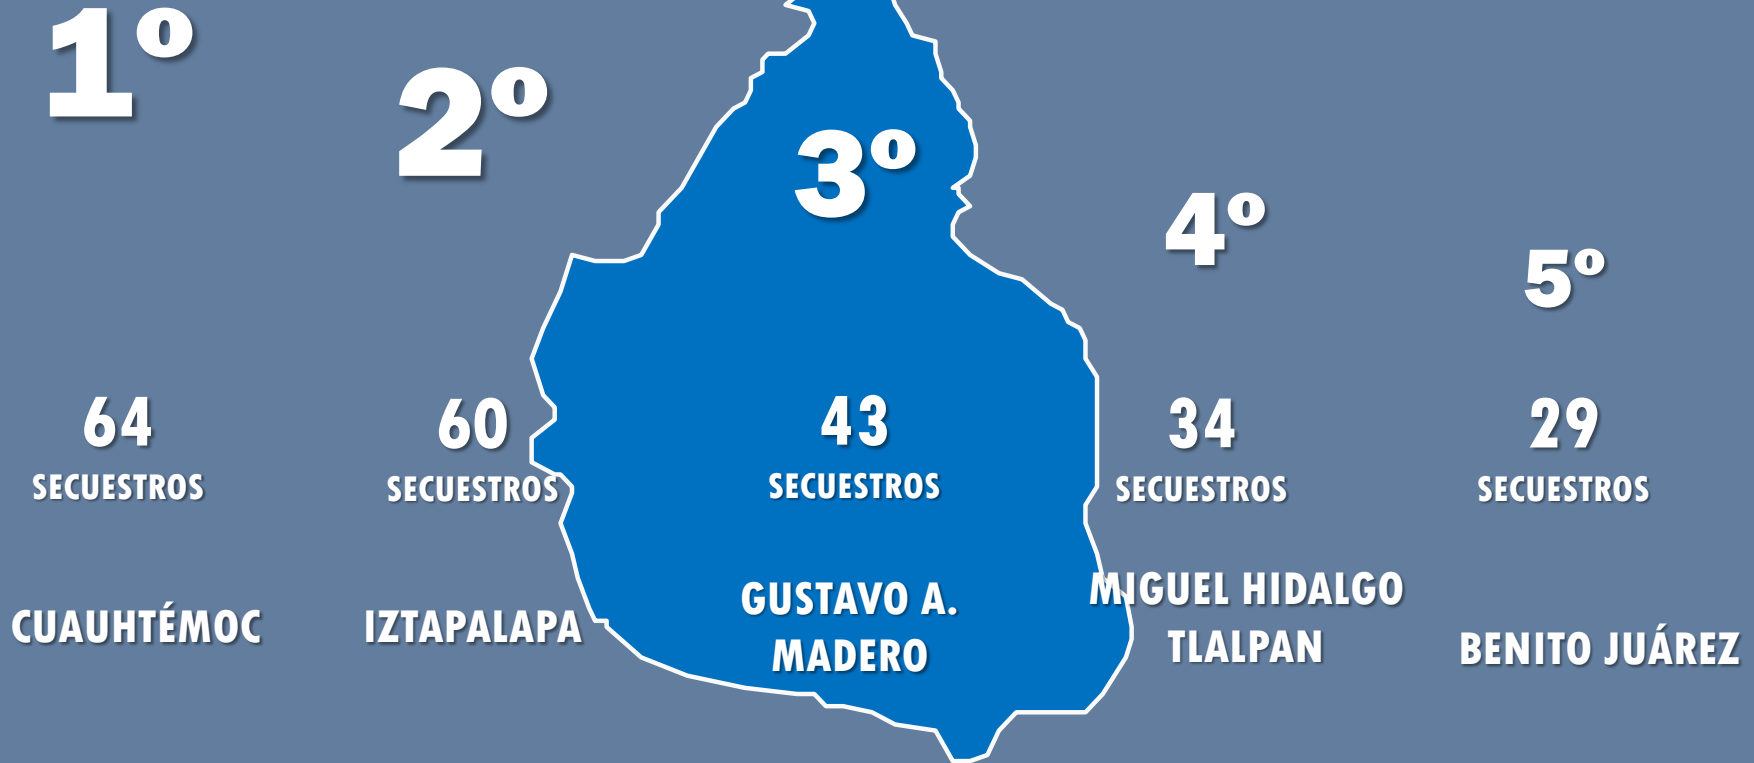 1º
64
SECUESTROS
CUAUHTÉMOC
2º
60
SECUESTROS
IZTAPALAPA
3º
43
SECUESTROS
GUSTAVO A.
MADERO
4º
34
SECUESTROS
MIGUEL HIDALGO
TLALPAN
5º
29
SECUESTROS
BENITO JUÁREZ